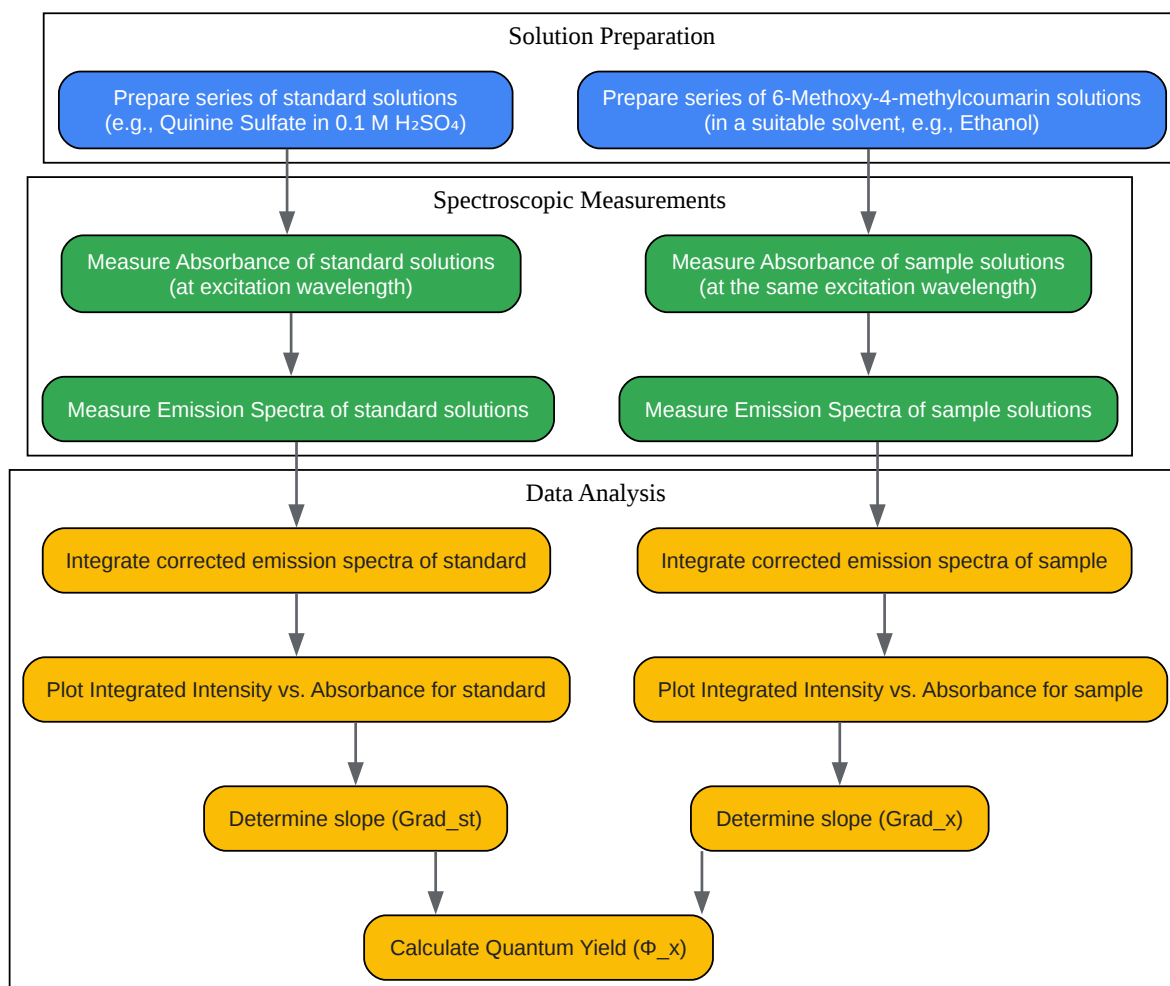 Solution Preparation
Prepare series of standard solutions
(e.g., Quinine Sulfate in 0.1 M H₂SO₄)
Prepare series of 6-Methoxy-4-methylcoumarin solutions
(in a suitable solvent, e.g., Ethanol)
Spectroscopic Measurements
Measure Absorbance of standard solutions
(at excitation wavelength)
Measure Absorbance of sample solutions
(at the same excitation wavelength)
Measure Emission Spectra of standard solutions
Measure Emission Spectra of sample solutions
Data Analysis
Integrate corrected emission spectra of standard
Integrate corrected emission spectra of sample
Plot Integrated Intensity vs. Absorbance for standard
Plot Integrated Intensity vs. Absorbance for sample
Determine slope (Grad_st)
Determine slope (Grad_x)
Calculate Quantum Yield (Φ_x)